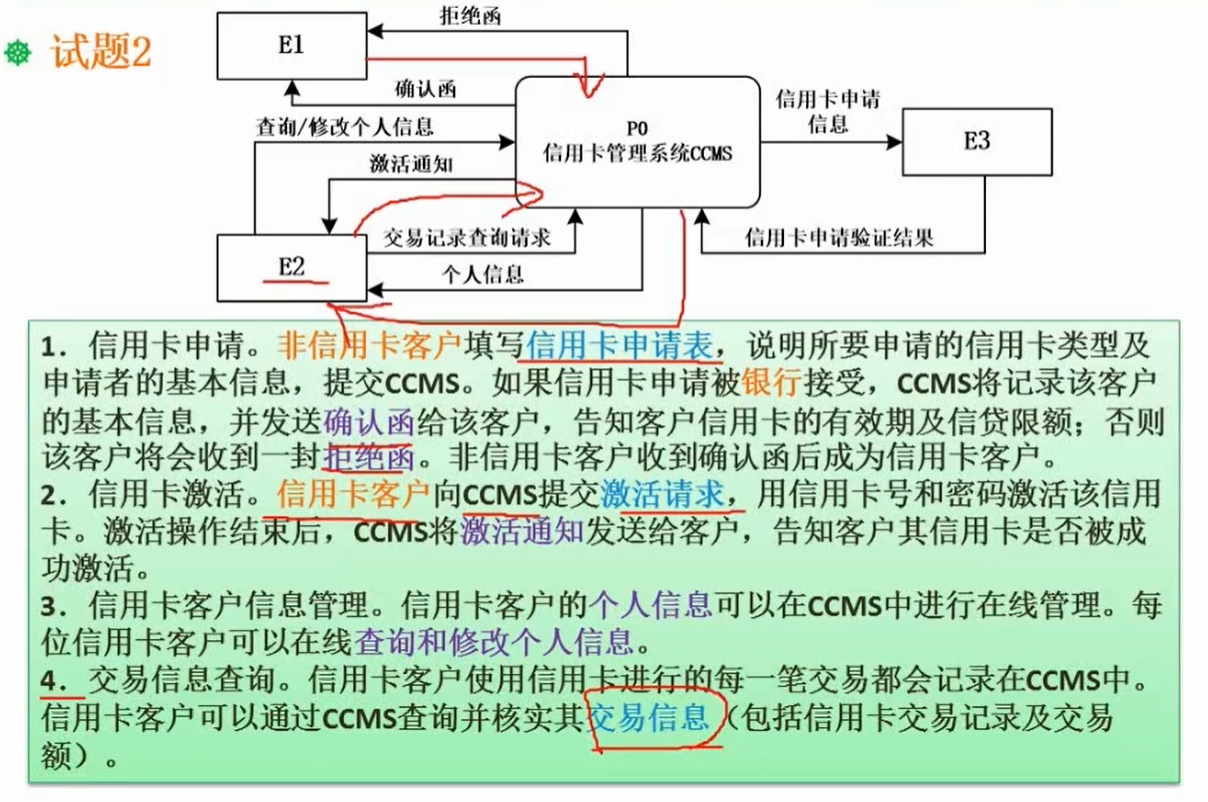 试题2
拒绝函
E1
确认函
信用卡申请
信息
查询/修改个人信息
P0
信用卡管理系统CCMS
E3
激活通知
交易记录查询请求
信用卡申请验证结果
E2
个人信息
1. 信用卡申请。非信用卡客户填写信用卡申请表，说明所要申请的信用卡类型及
申请者的基本信息，提交CCMS。如果信用卡申请被银行接受，CCMS将记录该客户
的基本信息，并发送确认函给该客户，告知客户信用卡的有效期及信贷限额；否则
该客户将会收到一封拒绝函。非信用卡客户收到确认函后成为信用卡客户。
2. 信用卡激活。信用卡客户向CCMS提交激活请求，用信用卡号和密码激活该信用
卡。激活操作结束后，CCMS将激活通知发送给客户，告知客户其信用卡是否被成
功激活。
3. 信用卡客户信息管理。信用卡客户的个人信息可以在CCMS中进行在线管理。每
位信用卡客户可以在线查询和修改个人信息。
4. 交易信息查询。信用卡客户使用信用卡进行的每一笔交易都会记录在CCMS中。
信用卡客户可以通过CCMS查询并核实其交易信息（包括信用卡交易记录及交易
额）。